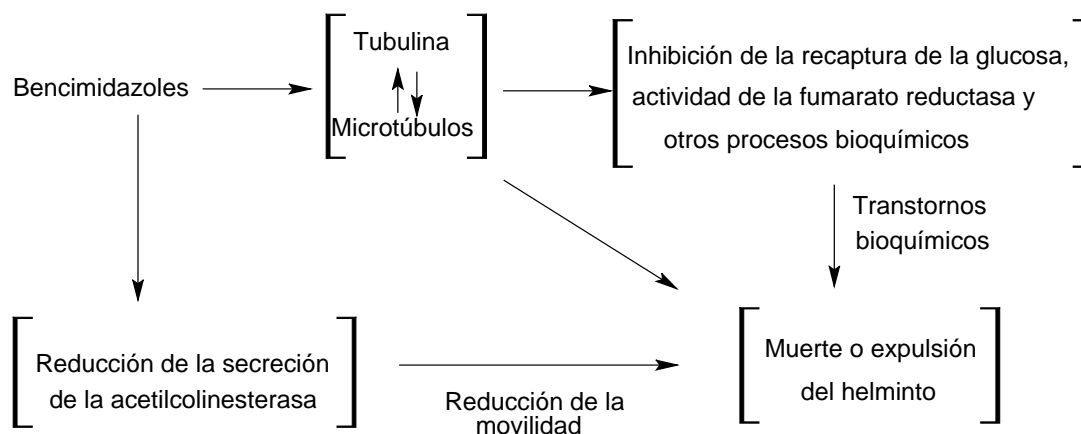 Bencimidazoles
Tubulina
Microtúbulos
Inhibición de la recaptura de la glucosa,
actividad de la fumarato reductasa y
otros procesos bioquímicos
Transtornos
bioquímicos
Reducción de la secreción
de la acetilcolinesterasa
Reducción de la
movilidad
Muerte o expulsión
del helminto